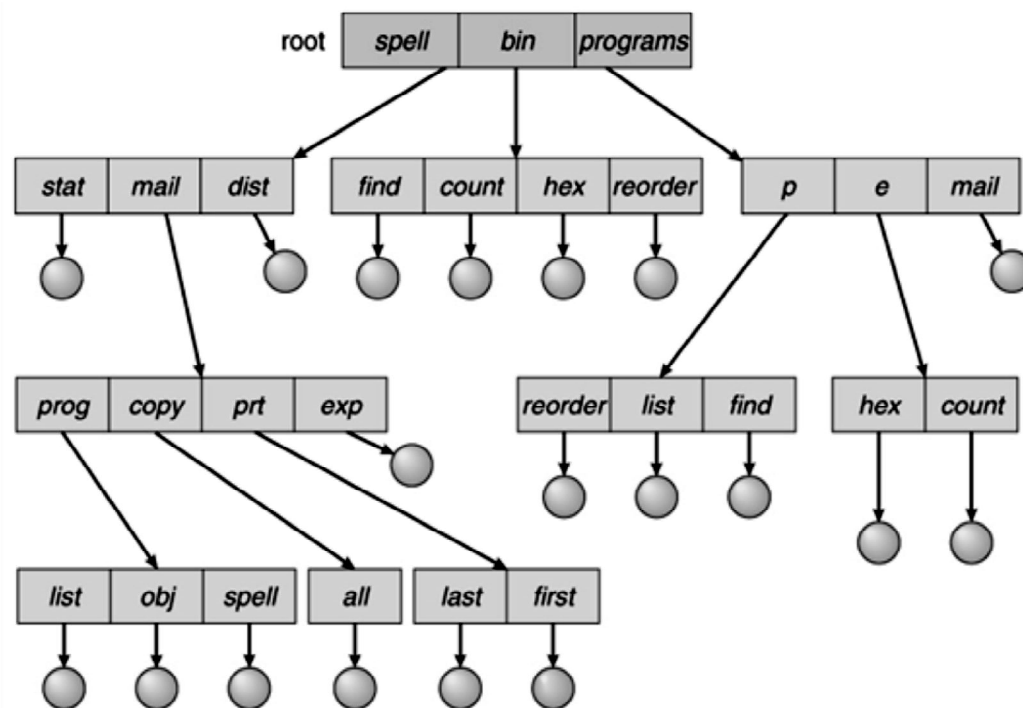 root spell bin programs
stat mail dist find count hex reorder p e mail
prog copy prt exp reorder list find hex count
list obj spell all last first